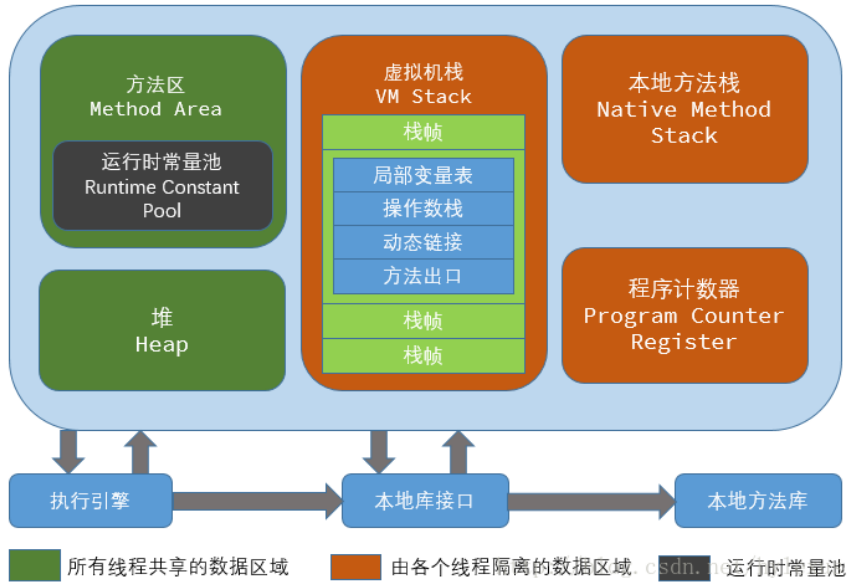 方法区
Method Area
运行时常量池
Runtime Constant
Pool
堆
Heap
虚拟机栈
VM Stack
栈帧
局部变量表
操作数栈
动态链接
方法出口
栈帧
栈帧
本地方法栈
Native Method
Stack
程序计数器
Program Counter
Register
执行引擎
本地库接口
本地方法库
所有线程共享的数据区域
由各个线程隔离的数据区域
运行时常量池